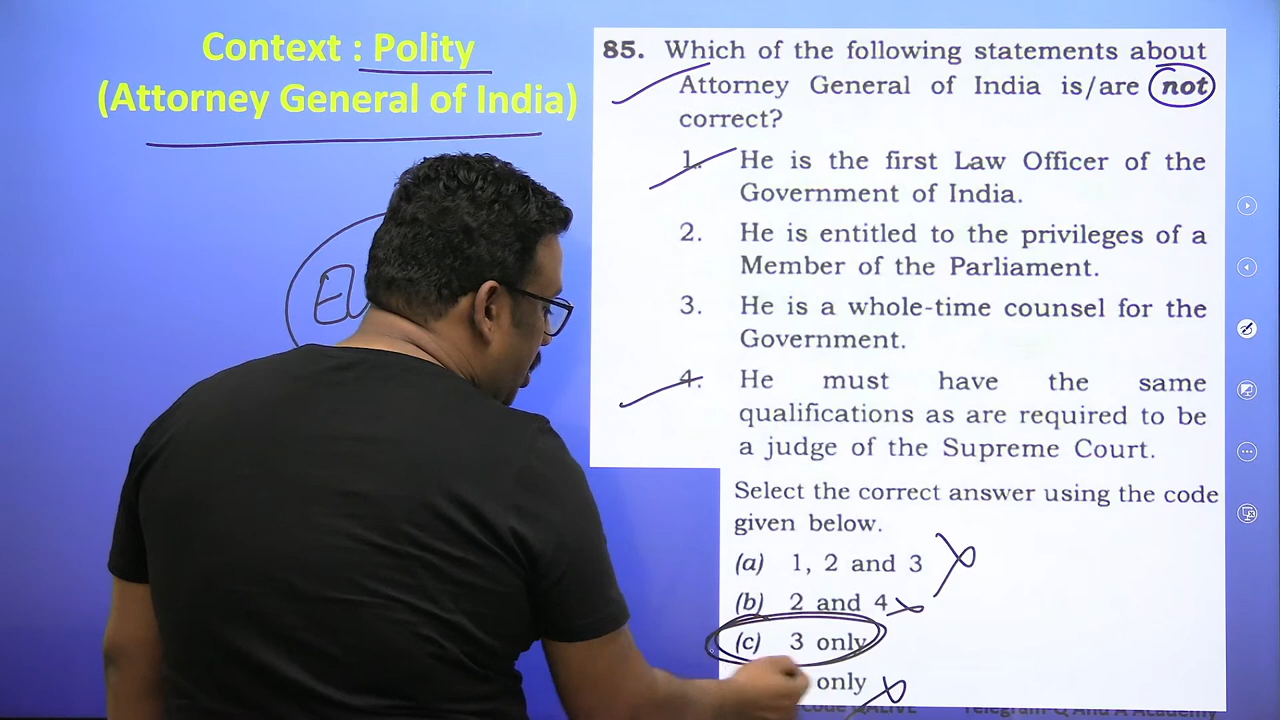 Context : Polity
(Attorney General of India)
85. Which of the following statements about
Attorney General of India is/are not
correct?
1. He is the first Law Officer of the
Government of India.
2. He is entitled to the privileges of a
Member of the Parliament.
3. He is a whole-time counsel for the
Government.
4. He must have the same
qualifications as are required to be
a judge of the Supreme Court.
Select the correct answer using the code
given below.
(a) 1, 2 and 3
(b) 2 and 4
(c) 3 only
only